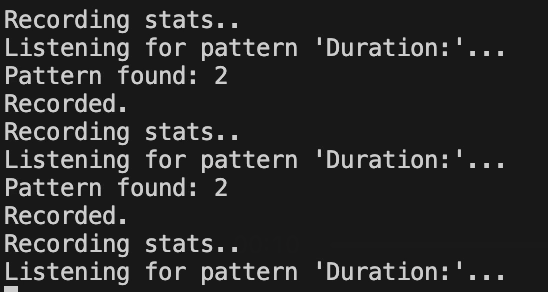 Recording stats..
Listening for pattern 'Duration:'...
Pattern found: 2
Recorded.
Recording stats..
Listening for pattern 'Duration:'...
Pattern found: 2
Recorded.
Recording stats..
Listening for pattern 'Duration:'...